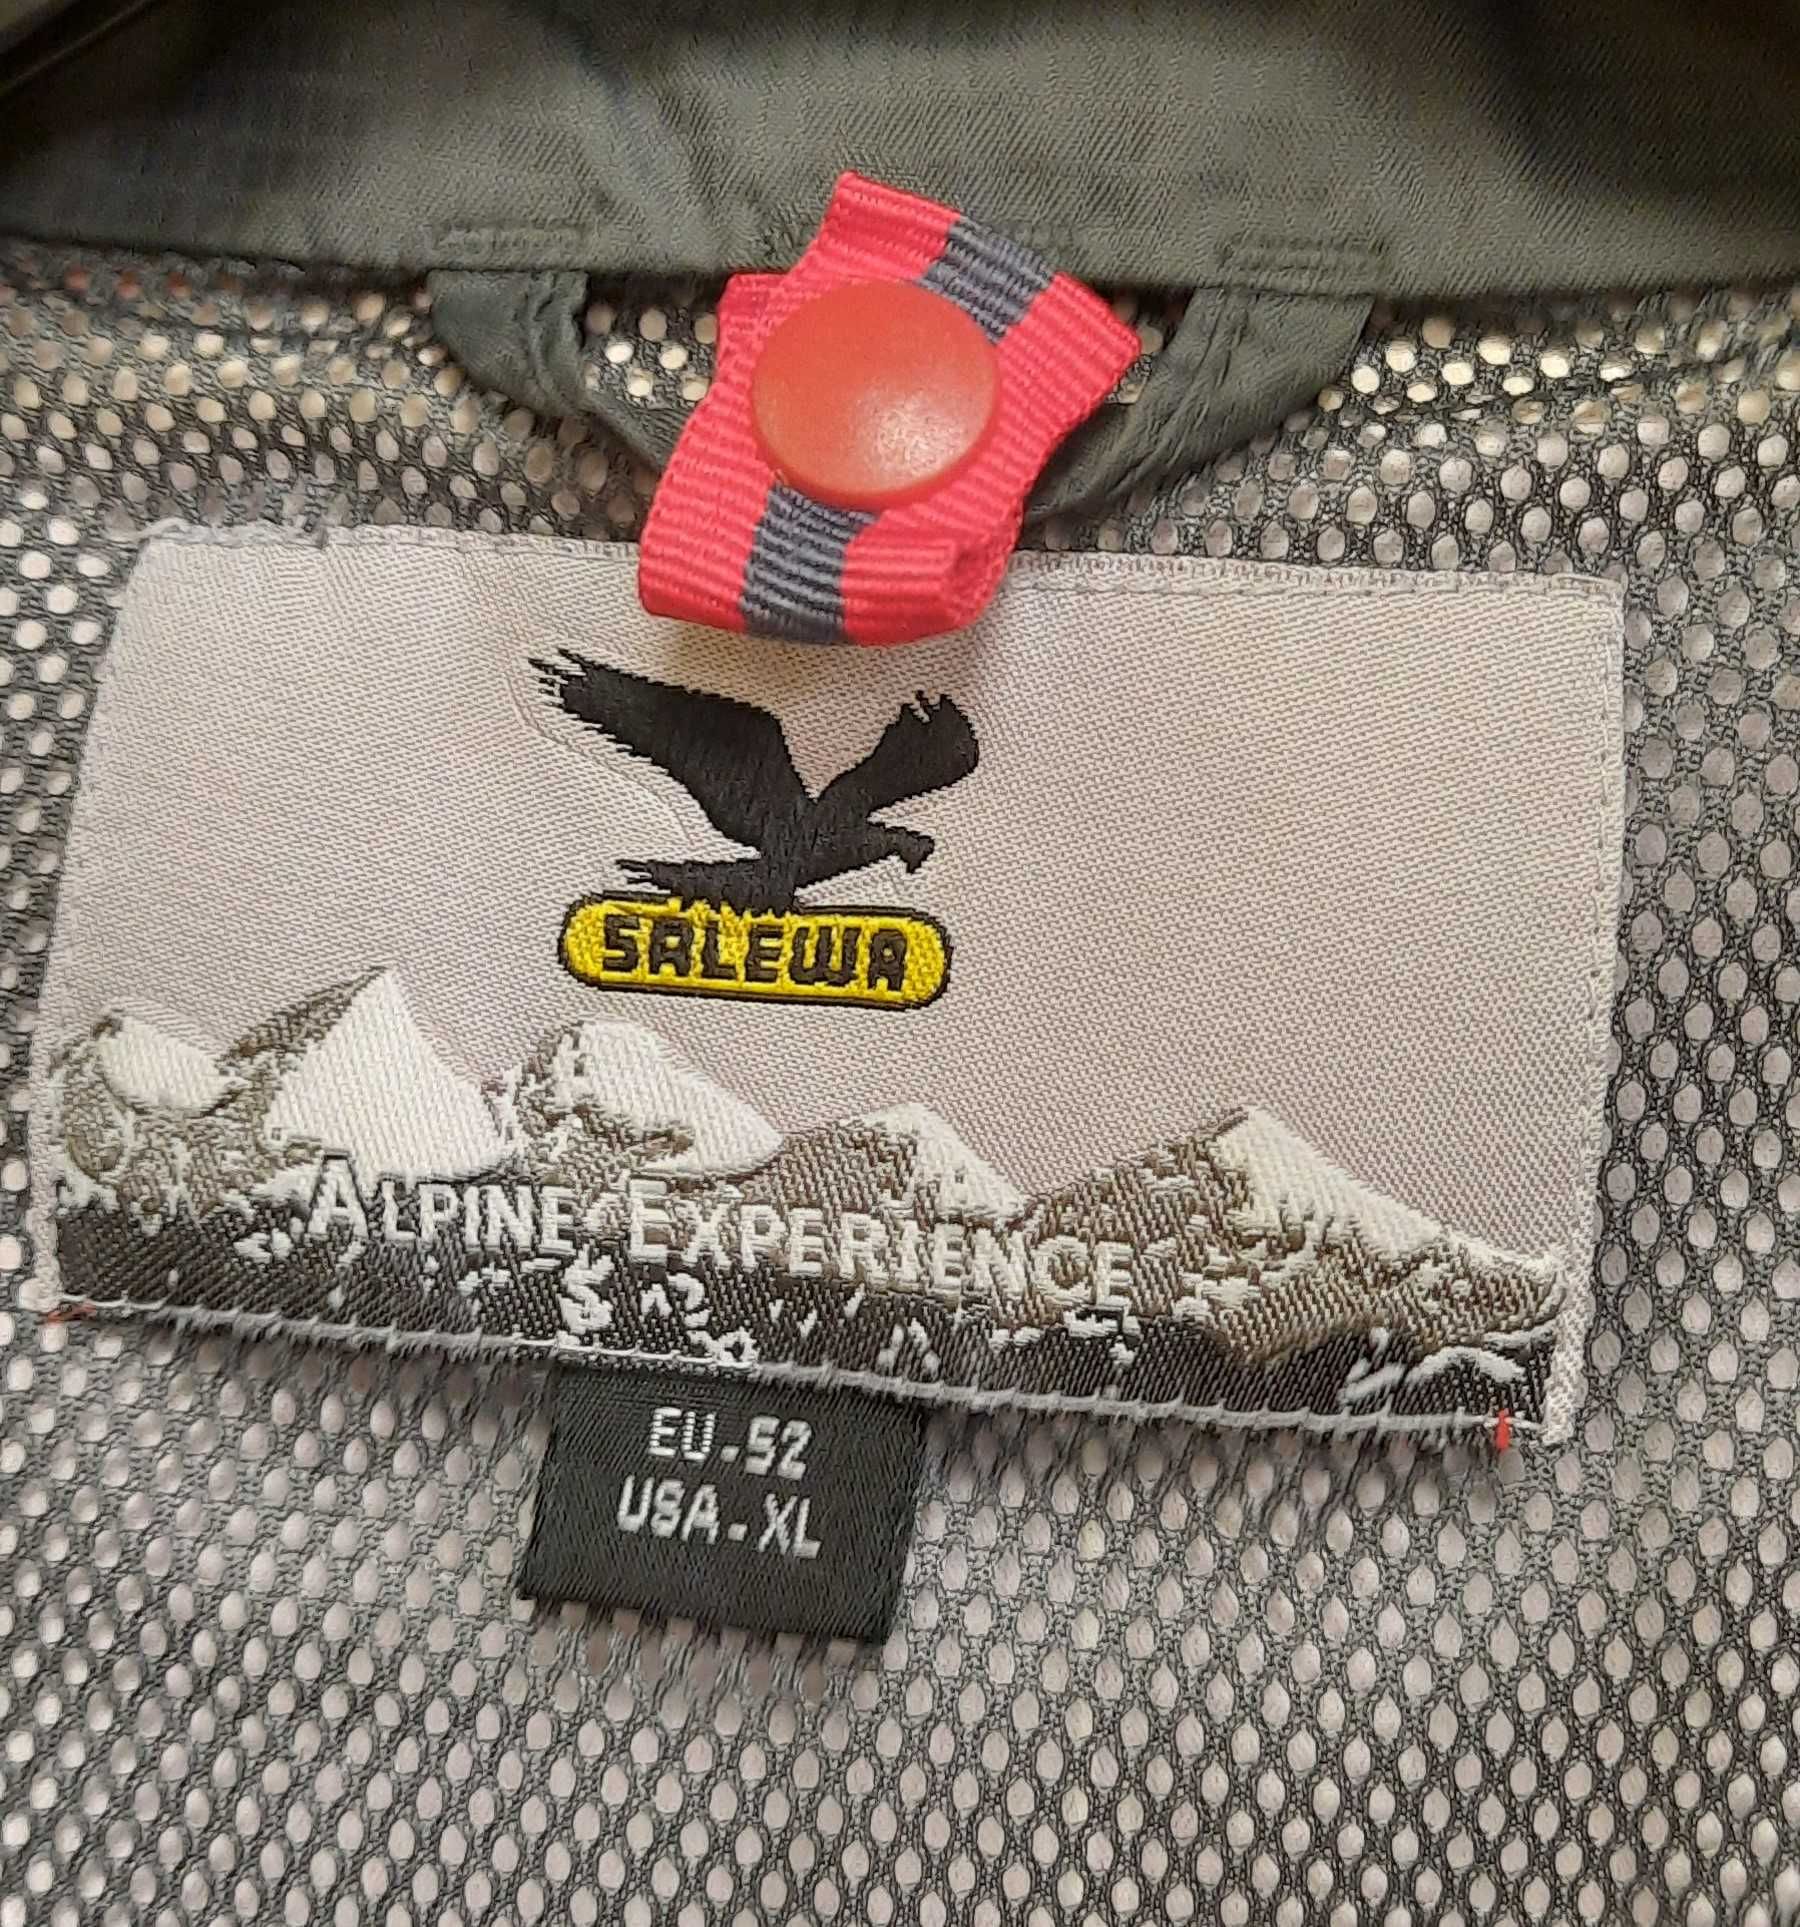 SALEWA
ALPINE EXPERIENCE
EU-52
USA-XL